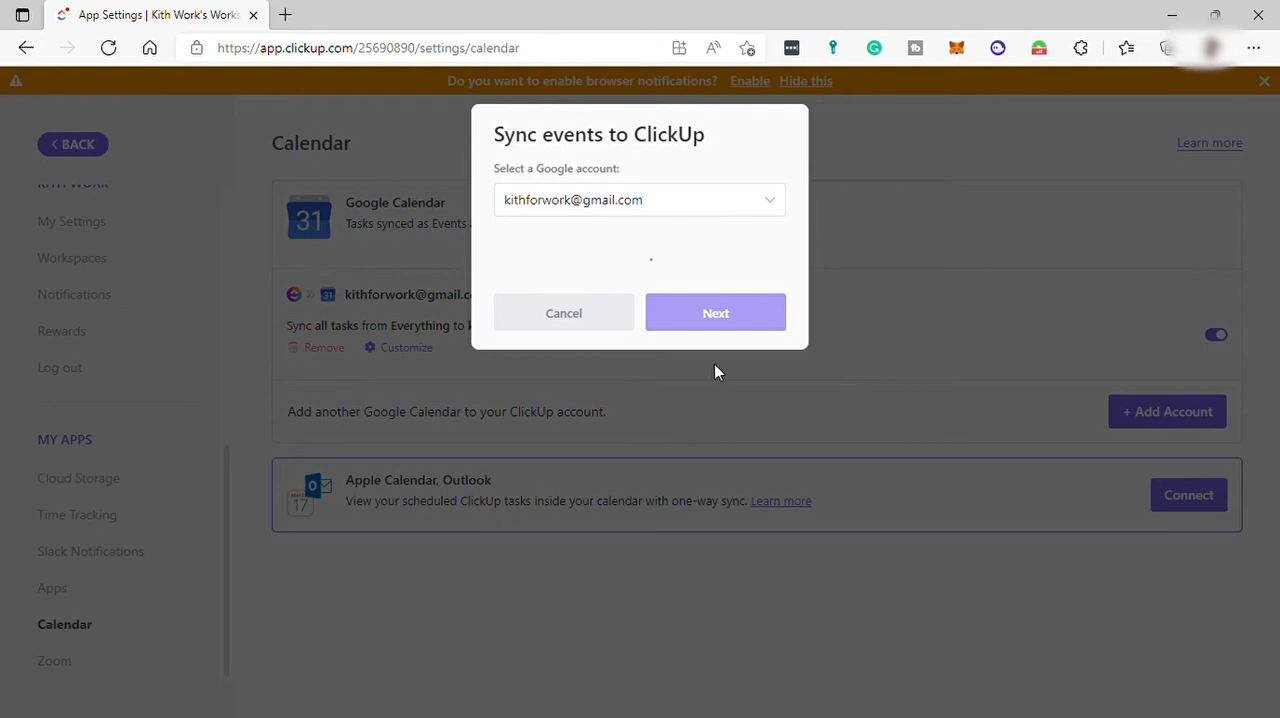 App Settings | Kith Work's Works
https://app.clickup.com/25690890/settings/calendar
Do you want to enable browser notifications? Enable Hide this
BACK
KITH WORK
My Settings
Workspaces
Notifications
Rewards
Log out
MY APPS
Cloud Storage
Time Tracking
Slack Notifications
Apps
Calendar
Zoom
Calendar
Learn more
31
Google Calendar
Tasks synced as Events
31
kithforwork@gmail.c
Sync all tasks from Everything to
Remove
Customize
Add another Google Calendar to your ClickUp account.
+ Add Account
17
Apple Calendar, Outlook
View your scheduled ClickUp tasks inside your calendar with one-way sync. Learn more
Connect
Sync events to ClickUp
Select a Google account:
kithforwork@gmail.com
Cancel
Next